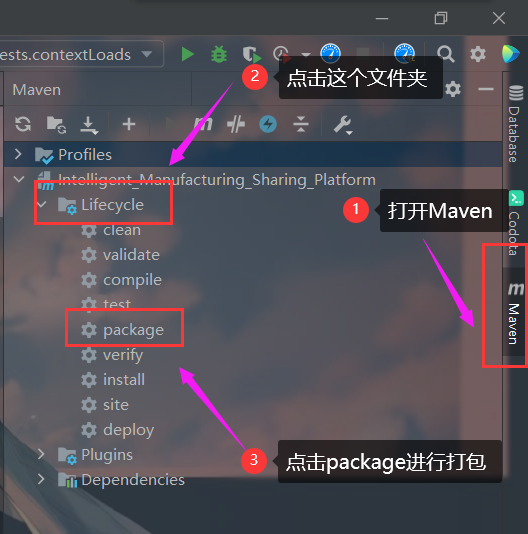 ests.contextLoads
2 点击这个文件夹
Maven
Profiles
Intelligent_Manufacturing_Sharing_Platform
1 打开Maven
Lifecycle
clean
validate
compile
test
package
verify
install
site
deploy
Plugins
3 点击package进行打包
Dependencies
Database
Codota
m
Maven